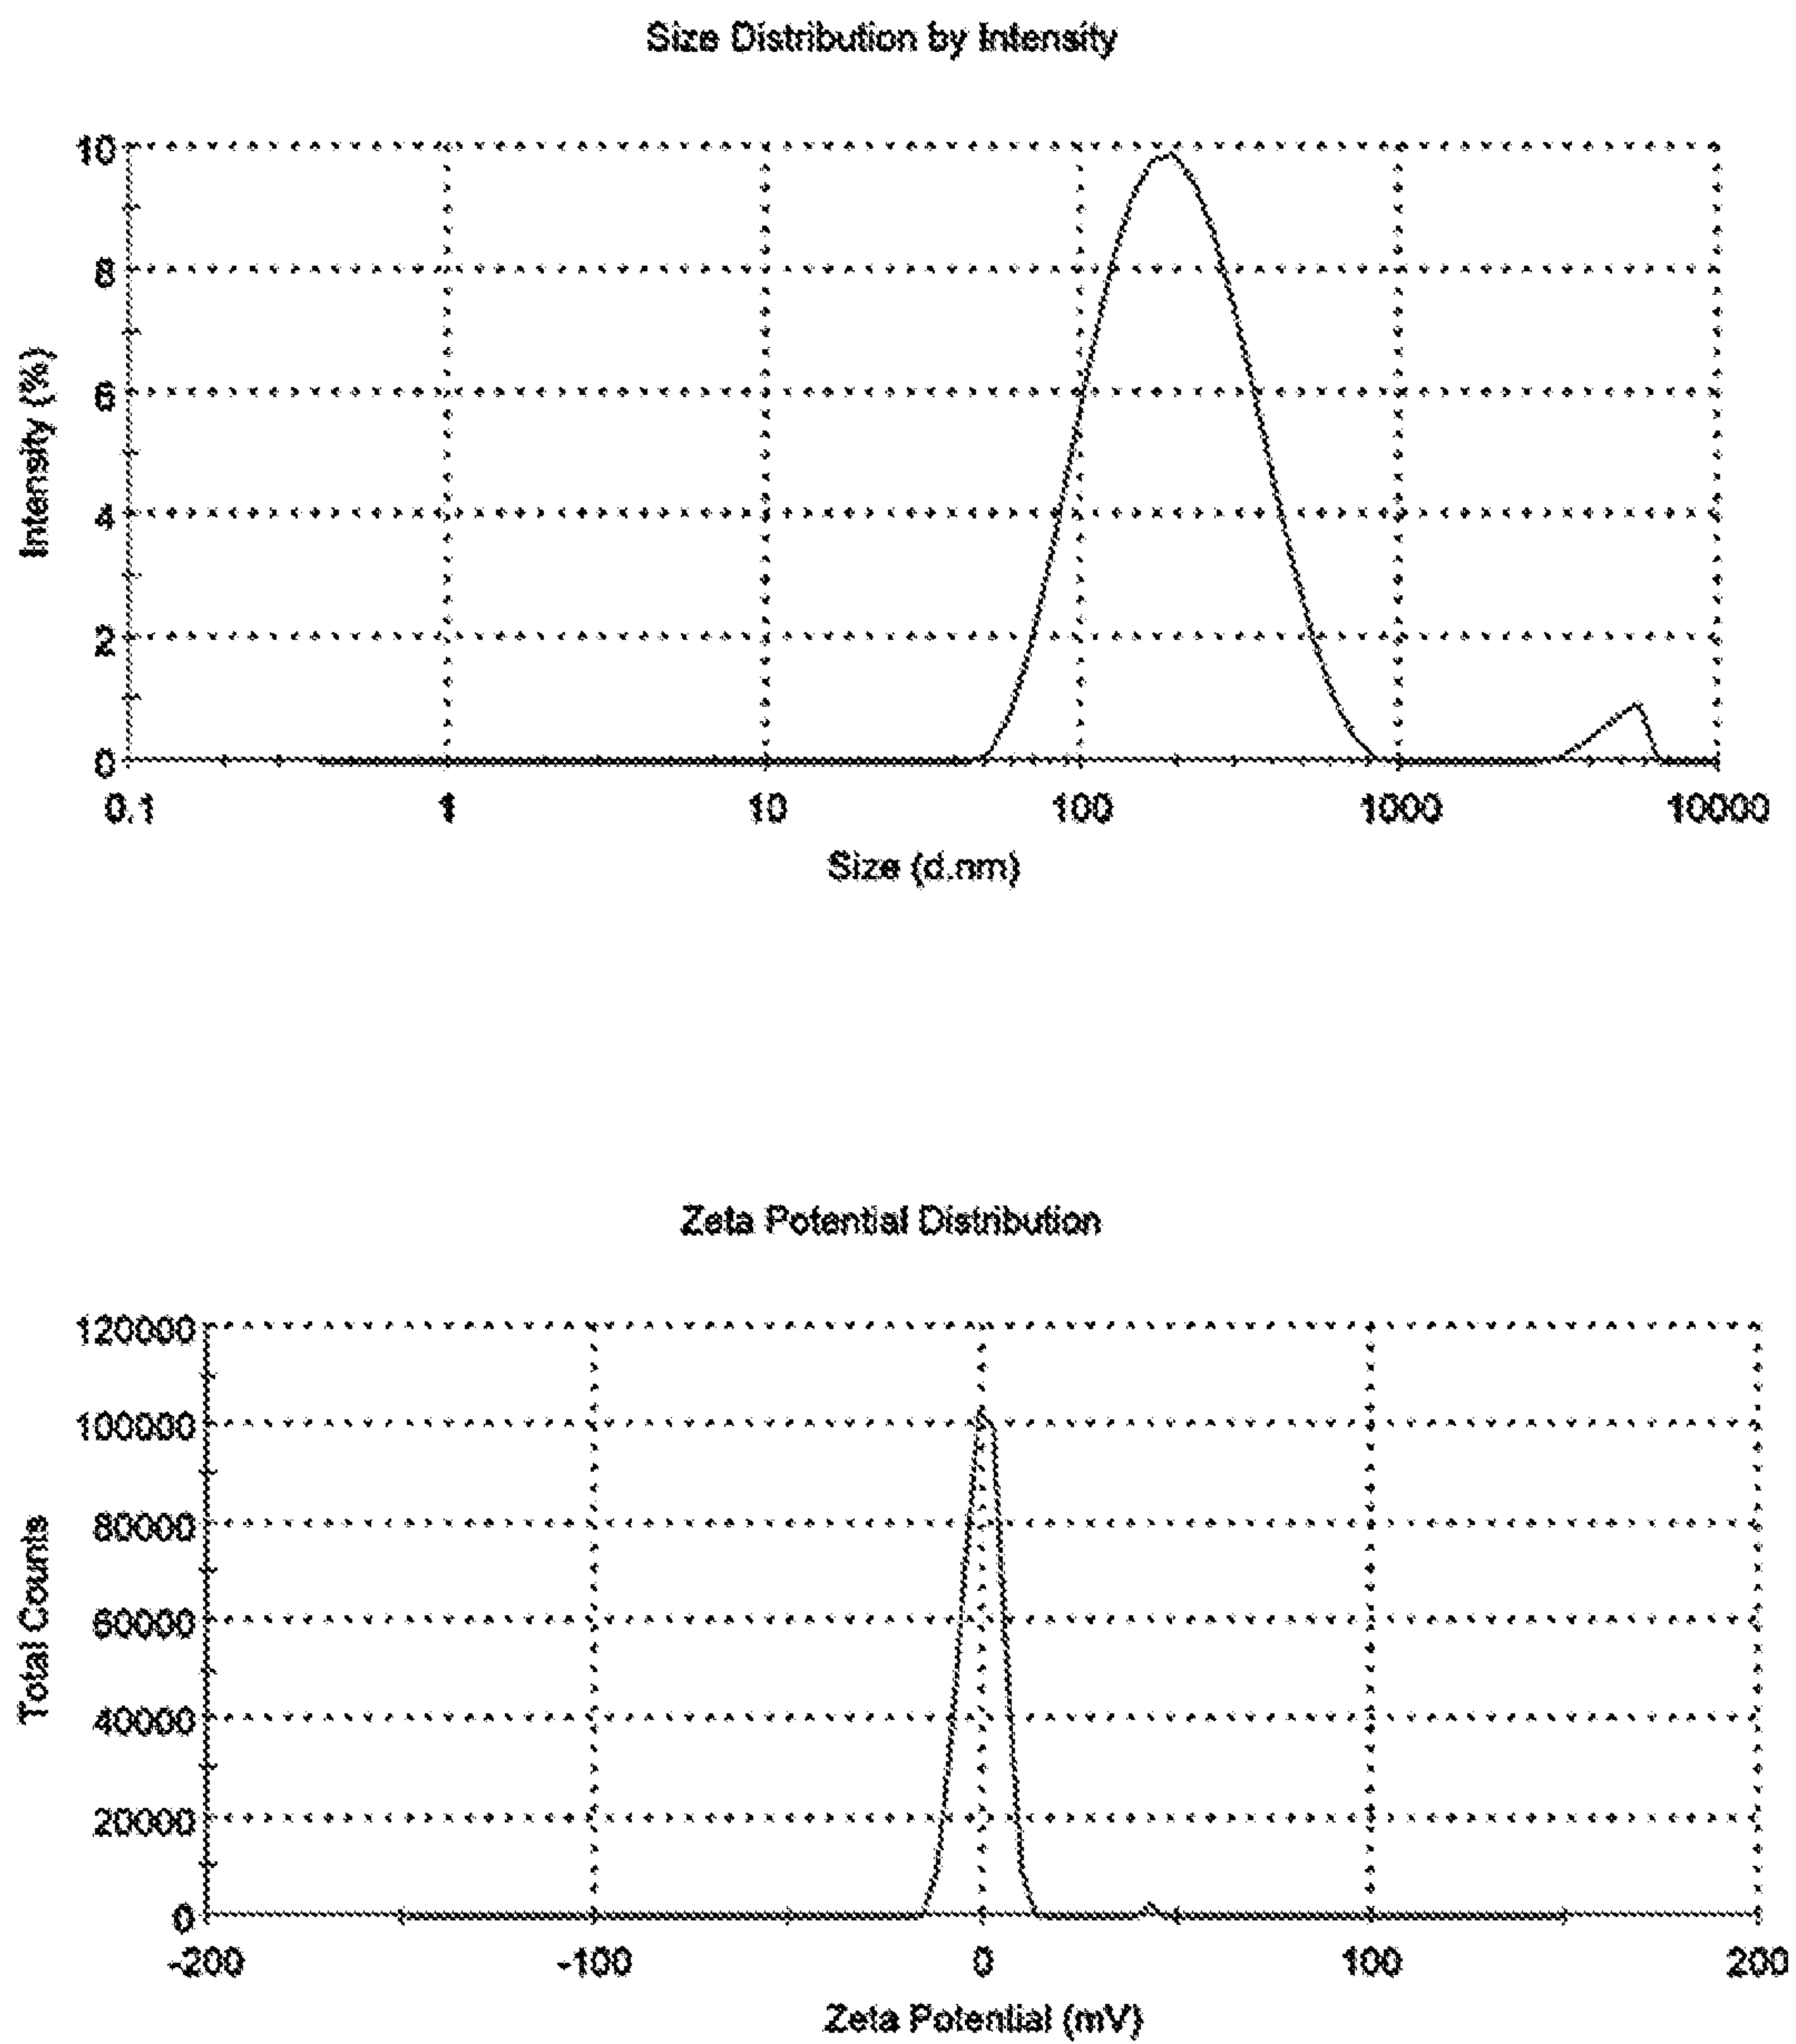 Size Distribution by Intensity
10
8
6
4
2
0
Intensity (%)
0.1 1 10 100 1000 10000
Size (d.nm)
Zeta Potential Distribution
120000
100000
80000
60000
40000
20000
0
Total Counts
-200 -100 0 100 200
Zeta Potential (mV)